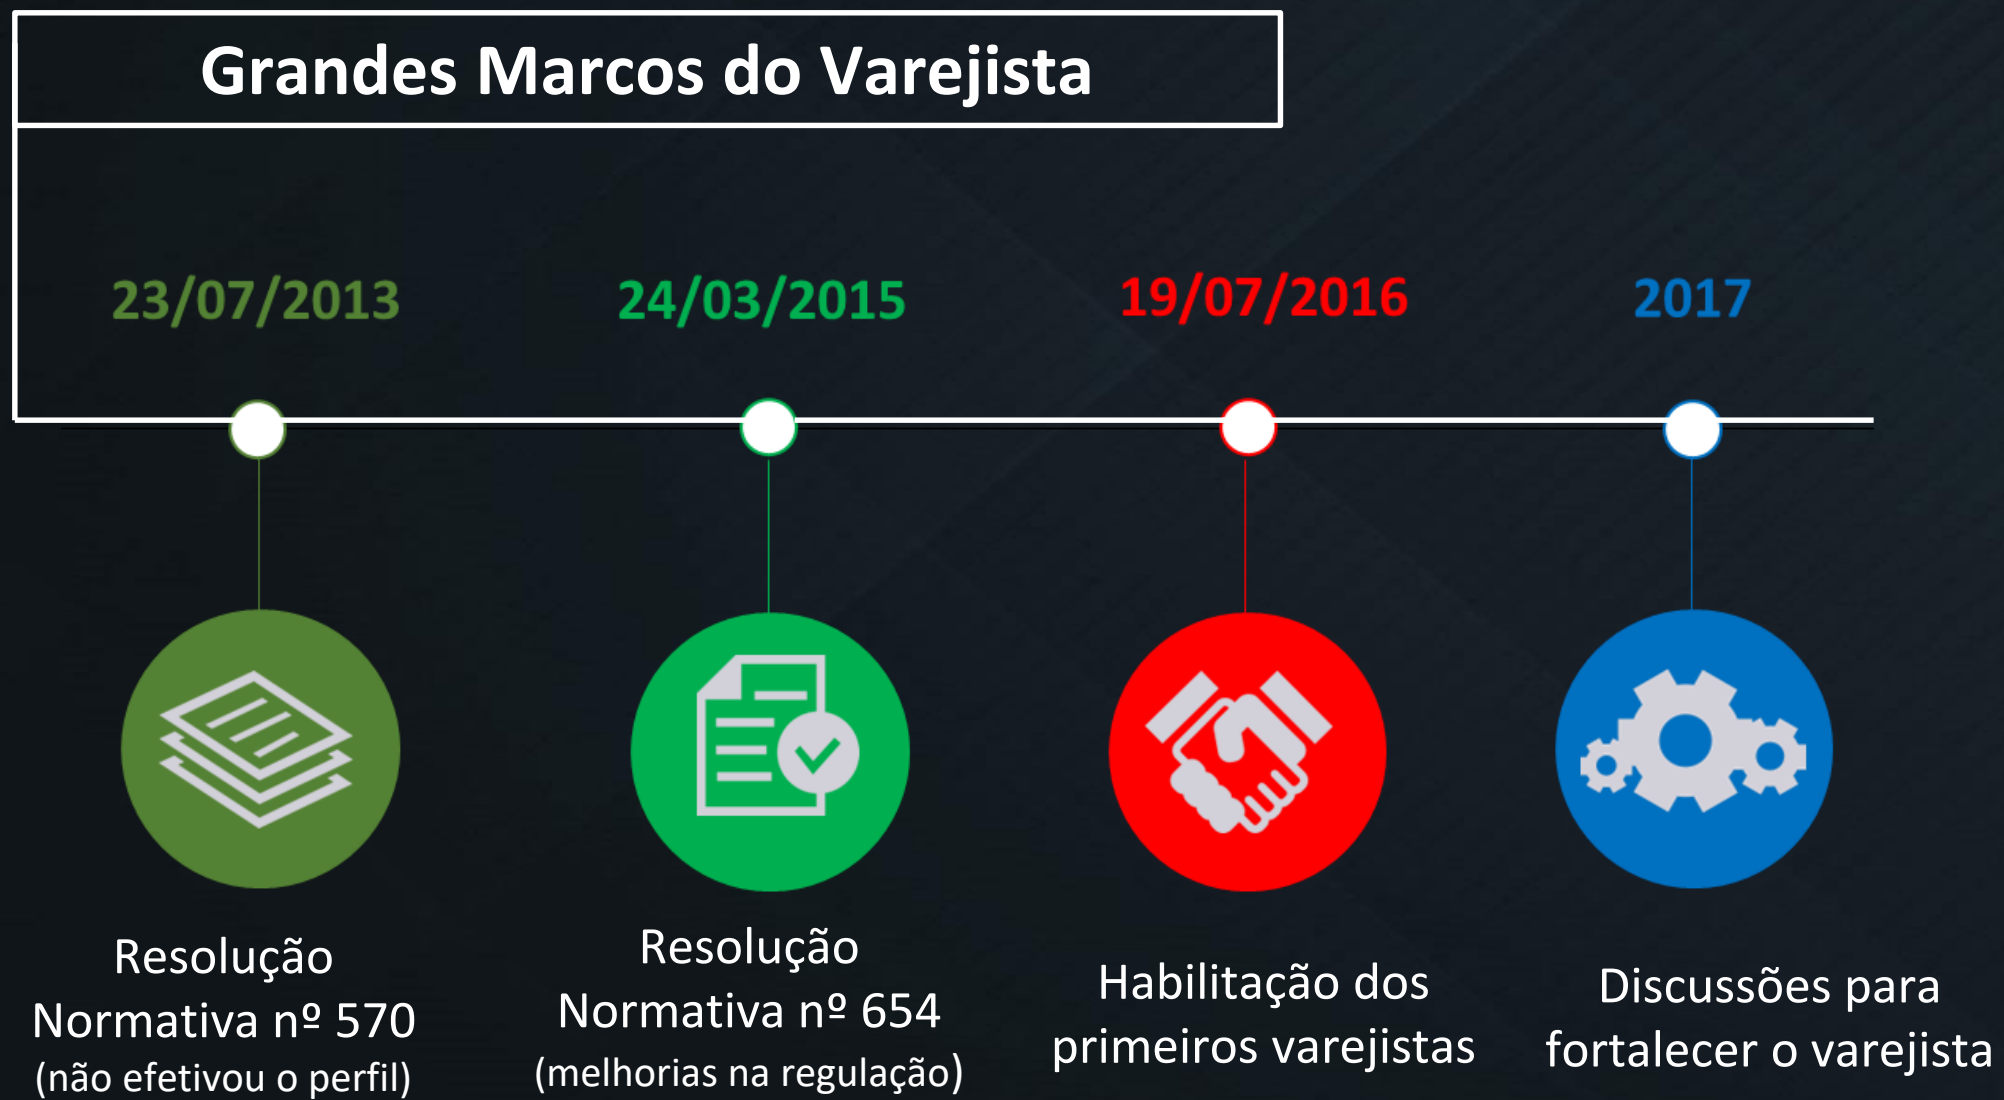 Grandes Marcos do Varejista
23/07/2013
24/03/2015
19/07/2016
2017
Resolução
Normativa nº 570
(não efetivou o perfil)
Resolução
Normativa nº 654
(melhorias na regulação)
Habilitação dos
primeiros varejistas
Discussões para
fortalecer o varejista